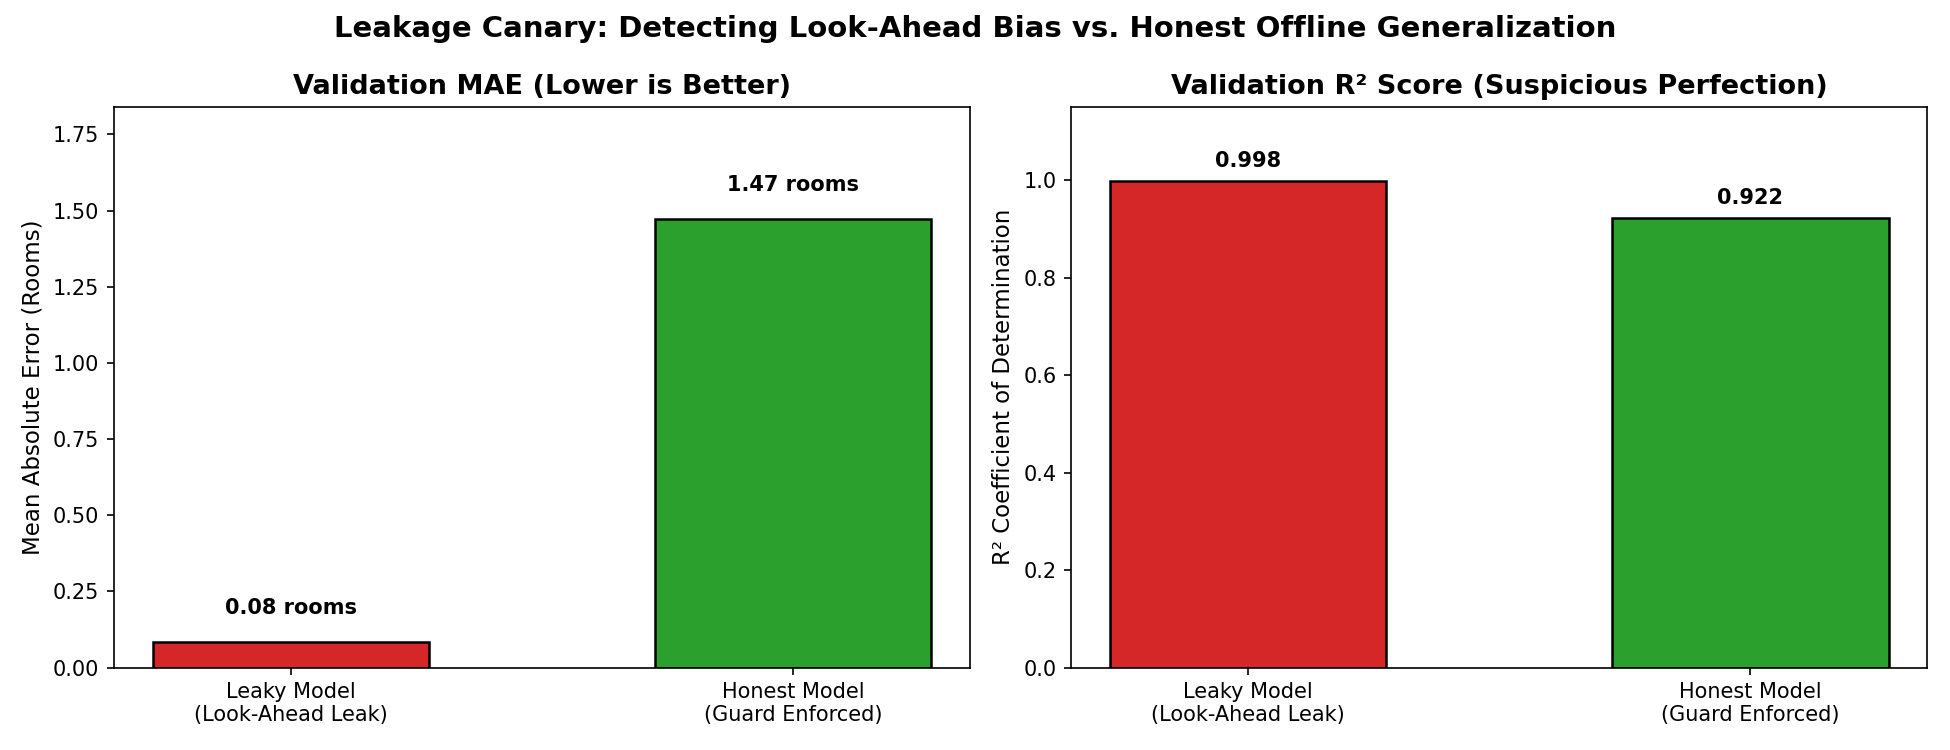 Leakage Canary: Detecting Look-Ahead Bias vs. Honest Offline Generalization
Validation MAE (Lower is Better)
Mean Absolute Error (Rooms)
1.75
1.50
1.25
1.00
0.75
0.50
0.25
0.00
0.08 rooms
1.47 rooms
Leaky Model
(Look-Ahead Leak)
Honest Model
(Guard Enforced)
Validation R² Score (Suspicious Perfection)
R² Coefficient of Determination
1.0
0.8
0.6
0.4
0.2
0.0
0.998
0.922
Leaky Model
(Look-Ahead Leak)
Honest Model
(Guard Enforced)